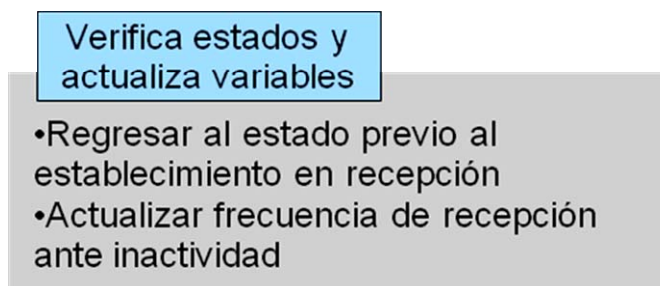 Verifica estados y
actualiza variables
•Regresar al estado previo al
establecimiento en recepción
•Actualizar frecuencia de recepción
ante inactividad